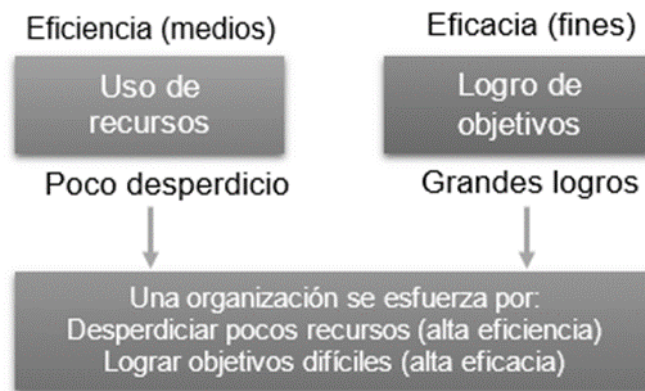 Eficiencia (medios)
Uso de
recursos
Poco desperdicio
Eficacia (fines)
Logro de
objetivos
Grandes logros
Una organización se esfuerza por:
Desperdiciar pocos recursos (alta eficiencia)
Lograr objetivos difíciles (alta eficacia)